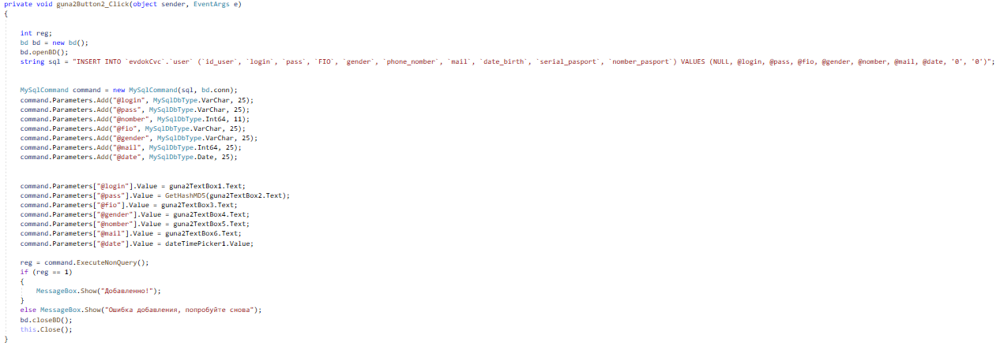 private void guna2Button2_Click(object sender, EventArgs e)
{
int reg;
bd bd = new bd();
bd.openBD();
string sql = "INSERT INTO `evdokCvc`.`user` (`id_user`, `login`, `pass`, `FIO`, `gender`, `phone_nomber`, `mail`, `date_birth`, `serial_pasport`, `nomber_pasport`) VALUES (NULL, @login, @pass, @fio, @gender, @nomber, @mail, @date, '0', '0')";
MySqlCommand command = new MySqlCommand(sql, bd.conn);
command.Parameters.Add("@login", MySqlDbType.VarChar, 25);
command.Parameters.Add("@pass", MySqlDbType.VarChar, 25);
command.Parameters.Add("@nomber", MySqlDbType.Int64, 11);
command.Parameters.Add("@fio", MySqlDbType.VarChar, 25);
command.Parameters.Add("@gender", MySqlDbType.VarChar, 25);
command.Parameters.Add("@mail", MySqlDbType.Int64, 25);
command.Parameters.Add("@date", MySqlDbType.Date, 25);
command.Parameters["@login"].Value = guna2TextBox1.Text;
command.Parameters["@pass"].Value = GetHashMD5(guna2TextBox2.Text);
command.Parameters["@fio"].Value = guna2TextBox3.Text;
command.Parameters["@gender"].Value = guna2TextBox4.Text;
command.Parameters["@nomber"].Value = guna2TextBox5.Text;
command.Parameters["@mail"].Value = guna2TextBox6.Text;
command.Parameters["@date"].Value = dateTimePicker1.Value;
reg = command.ExecuteNonQuery();
if (reg == 1)
{
MessageBox.Show("Добавленно!");
}
else MessageBox.Show("Ошибка добавления, попробуйте снова");
bd.closeBD();
this.Close();
}